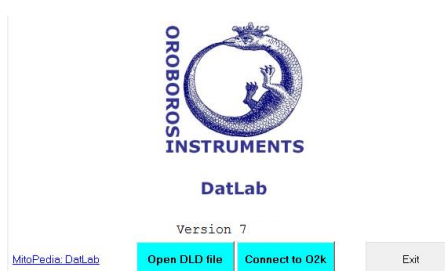 OROBOROS
INSTRUMENTS
DatLab
Version 7
MitoPedia: DatLab
Open DLD file
Connect to O2k
Exit